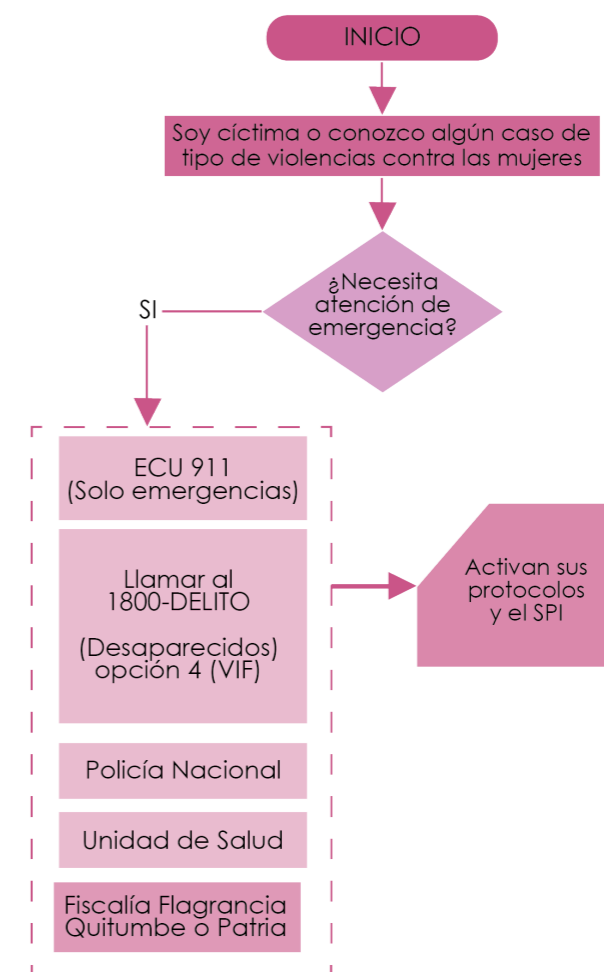 INICIO
Soy cíctima o conozco algún caso de
tipo de violencias contra las mujeres
¿Necesita
atención de
emergencia?
SI
ECU 911
(Solo emergencias)
Llamar al
1800-DELITO
(Desaparecidos)
opción 4 (VIF)
Activan sus
protocolos
y el SPI
Policía Nacional
Unidad de Salud
Fiscalía Flagrancia
Quitumbe o Patria